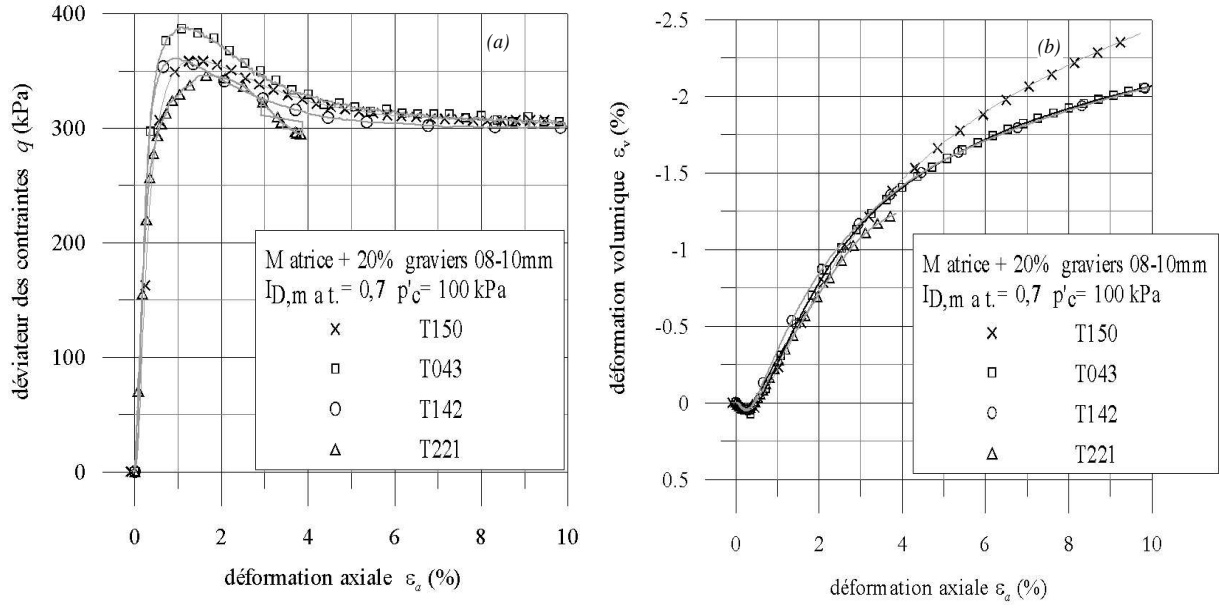 400
300
200
100
0
0
2
4
6
8
10
déviateur des contraintes q (kPa)
déformation axiale εa (%)
(a)
M atrice + 20% graviers 08-10mm
ID,m a t.= 0,7 p'c= 100 kPa
T150
T043
T142
T221
-2.5
-2
-1.5
-1
-0.5
0
0.5
0
2
4
6
8
10
déformation volumique εv (%)
déformation axiale εa (%)
(b)
M atrice + 20% graviers 08-10mm
ID,m a t.= 0,7 p'c= 100 kPa
T150
T043
T142
T221